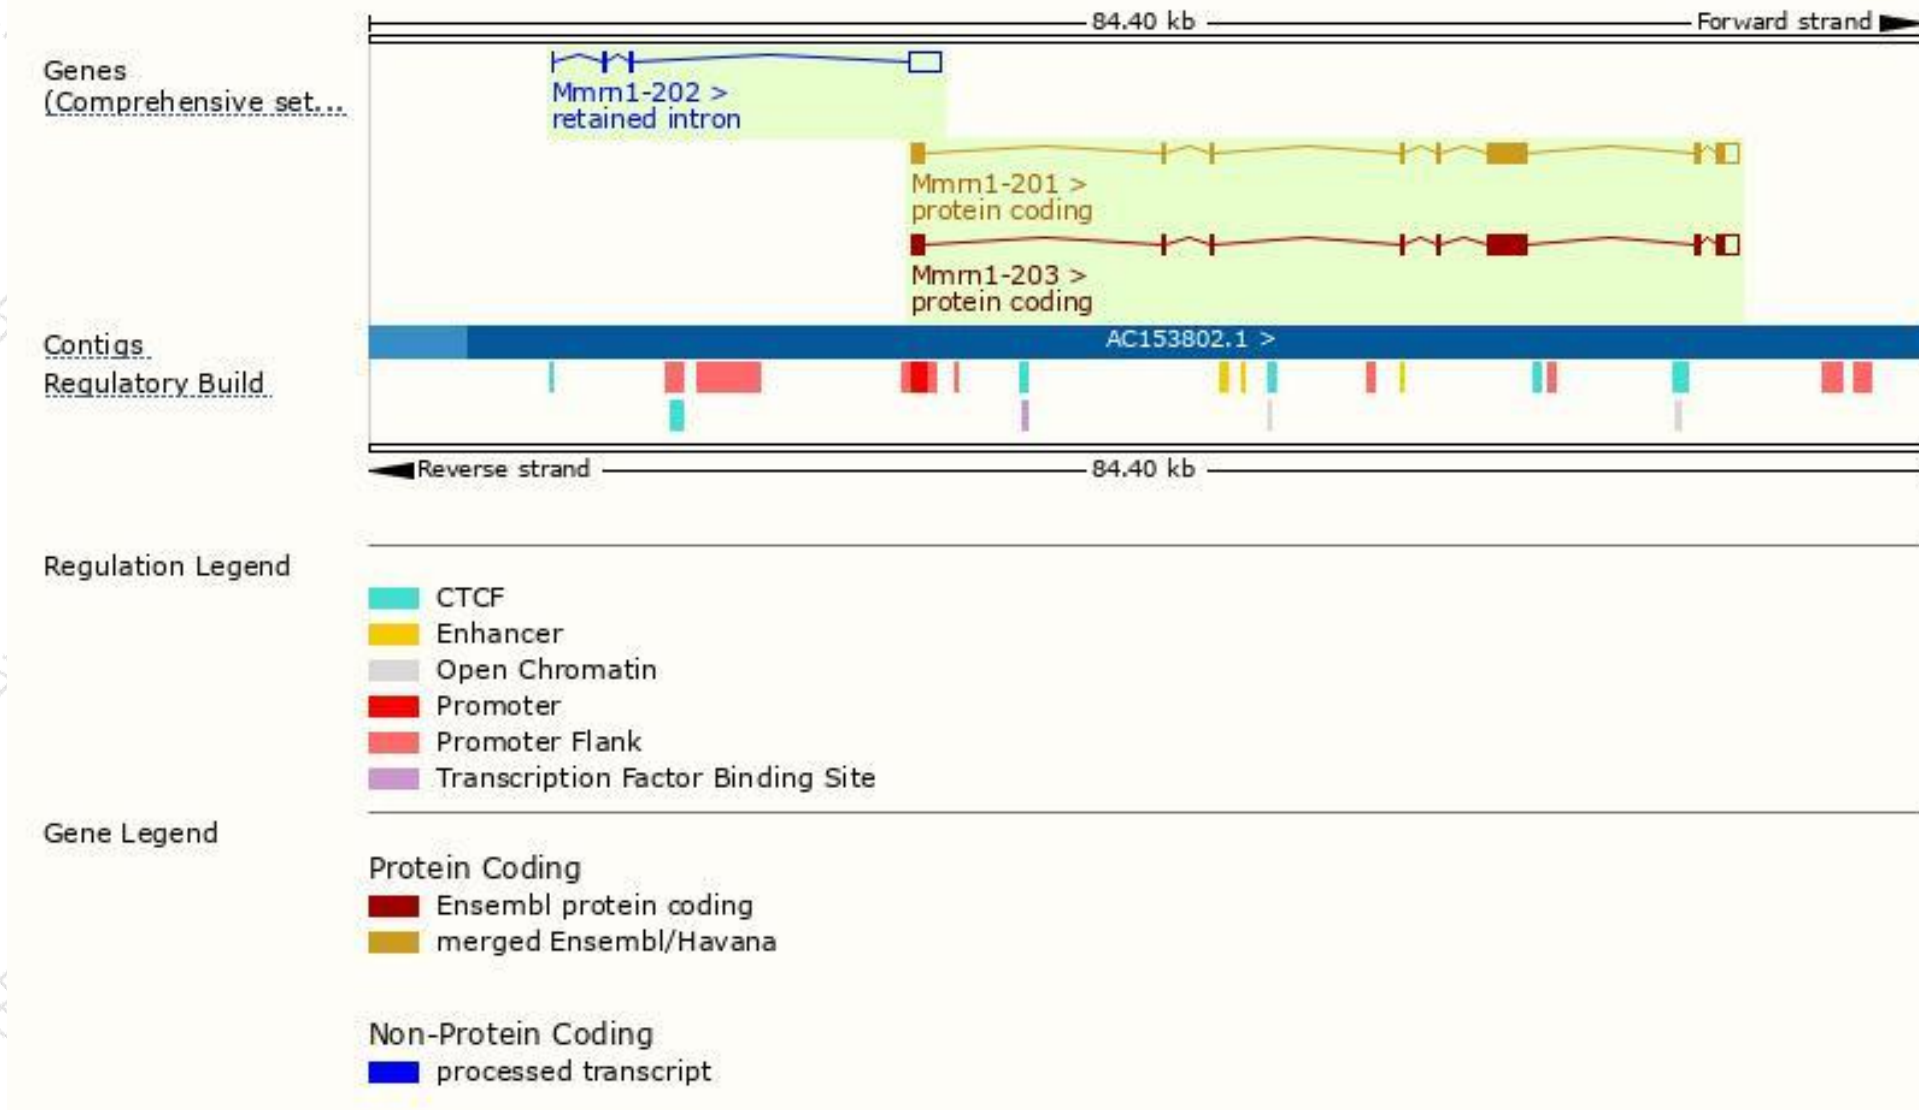 84.40 kb Forward strand
Genes
(Comprehensive set...
Mmrn1-202 >
retained intron
Mmrn1-201 >
protein coding
Mmrn1-203 >
protein coding
Contigs
AC153802.1 >
Regulatory Build
Reverse strand 84.40 kb
Regulation Legend
CTCF
Enhancer
Open Chromatin
Promoter
Promoter Flank
Transcription Factor Binding Site
Gene Legend
Protein Coding
Ensembl protein coding
merged Ensembl/Havana
Non-Protein Coding
processed transcript